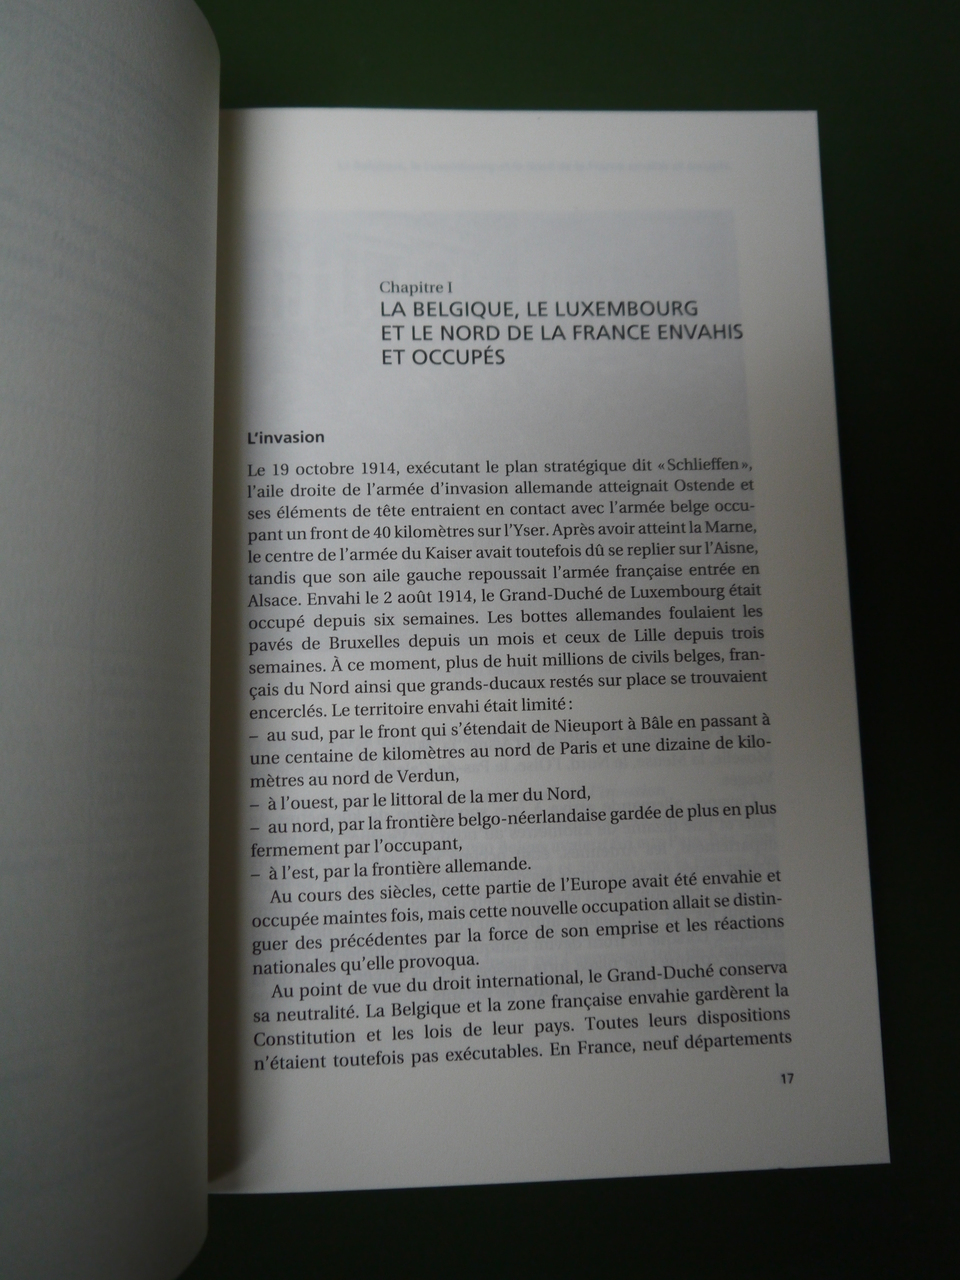 Chapitre I
LA BELGIQUE, LE LUXEMBOURG
ET LE NORD DE LA FRANCE ENVAHIS
ET OCCUPÉS
L'invasion
Le 19 octobre 1914, exécutant le plan stratégique dit «Schlieffen»,
l'aile droite de l'armée d'invasion allemande atteignait Ostende et
ses éléments de tête entraient en contact avec l'armée belge occu-
pant un front de 40 kilomètres sur l'Yser. Après avoir atteint la Marne,
le centre de l'armée du Kaiser avait toutefois dû se replier sur l'Aisne,
tandis que son aile gauche repoussait l'armée française entrée en
Alsace. Envahi le 2 août 1914, le Grand-Duché de Luxembourg était
occupé depuis six semaines. Les bottes allemandes foulaient les
pavés de Bruxelles depuis un mois et ceux de Lille depuis trois
semaines. À ce moment, plus de huit millions de civils belges, fran-
çais du Nord ainsi que grands-ducaux restés sur place se trouvaient
encerclés. Le territoire envahi était limité :
– au sud, par le front qui s'étendait de Nieuport à Bâle en passant à
une centaine de kilomètres au nord de Paris et une dizaine de kilo-
mètres au nord de Verdun,
– à l'ouest, par le littoral de la mer du Nord,
– au nord, par la frontière belgo-néerlandaise gardée de plus en plus
fermement par l'occupant,
– à l'est, par la frontière allemande.
Au cours des siècles, cette partie de l'Europe avait été envahie et
occupée maintes fois, mais cette nouvelle occupation allait se distin-
guer des précédentes par la force de son emprise et les réactions
nationales qu'elle provoqua.
Au point de vue du droit international, le Grand-Duché conserva
sa neutralité. La Belgique et la zone française envahie gardèrent la
Constitution et les lois de leur pays. Toutes leurs dispositions
n'étaient toutefois pas exécutables. En France, neuf départements
17